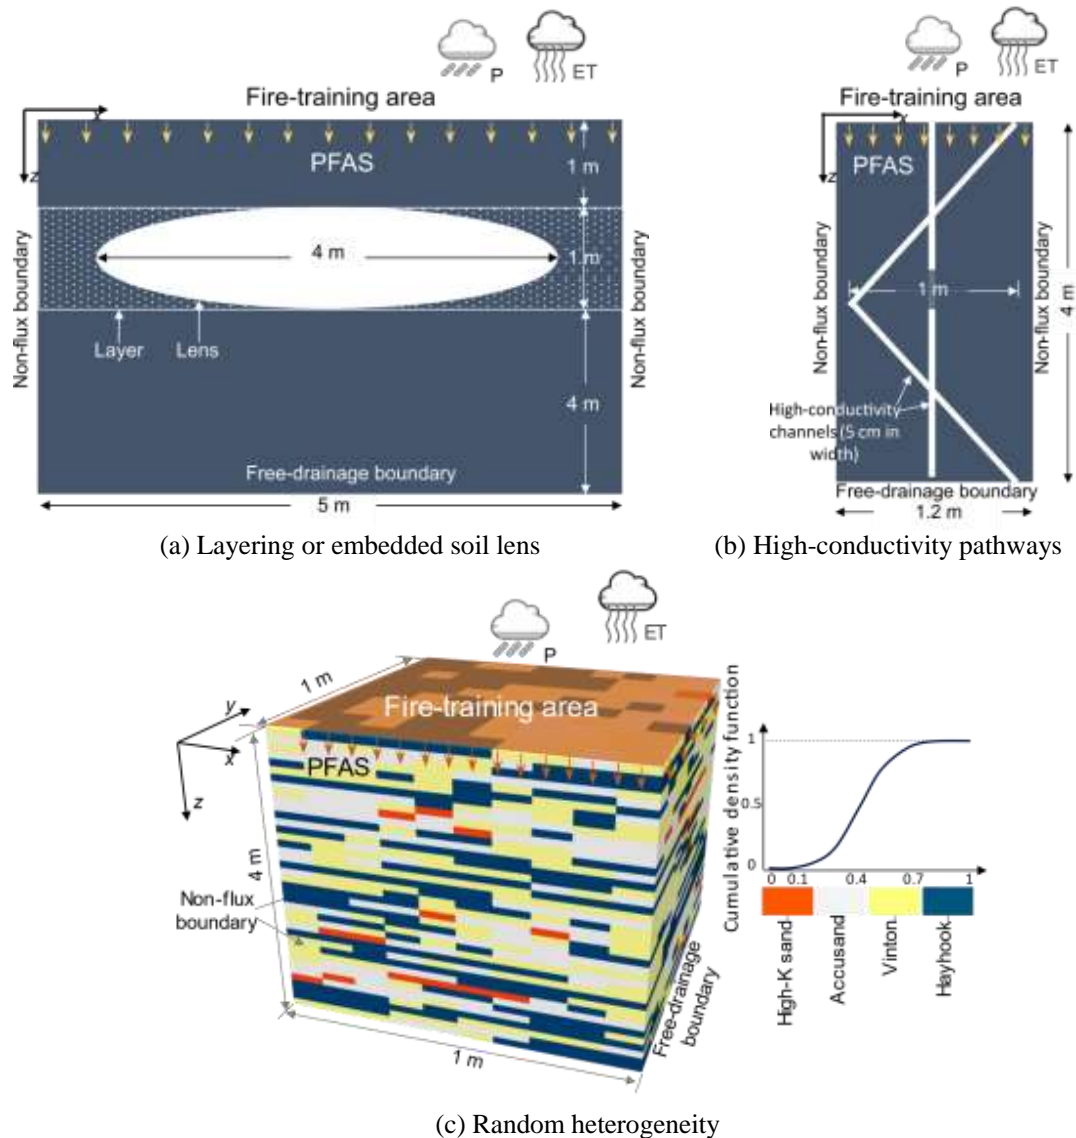 P
ET
Fire-training area
x
z
PFAS
1 m
Non-flux boundary
4 m
1 m
Non-flux boundary
Layer
Lens
4 m
Free-drainage boundary
5 m
(a) Layering or embedded soil lens
P
ET
Fire-training area
x
z
PFAS
Non-flux boundary
1 m
Non-flux boundary
4 m
High-conductivity
channels (5 cm in
width)
Free-drainage boundary
1.2 m
(b) High-conductivity pathways
P
ET
1 m
y
x
z
Fire-training area
PFAS
4 m
Non-flux
boundary
Free-drainage
boundary
1 m
Cumulative density function
1
0.5
0
0 0.1 0.4 0.7 1
High-K sand
Accusand
Vinton
Hayhook
(c) Random heterogeneity